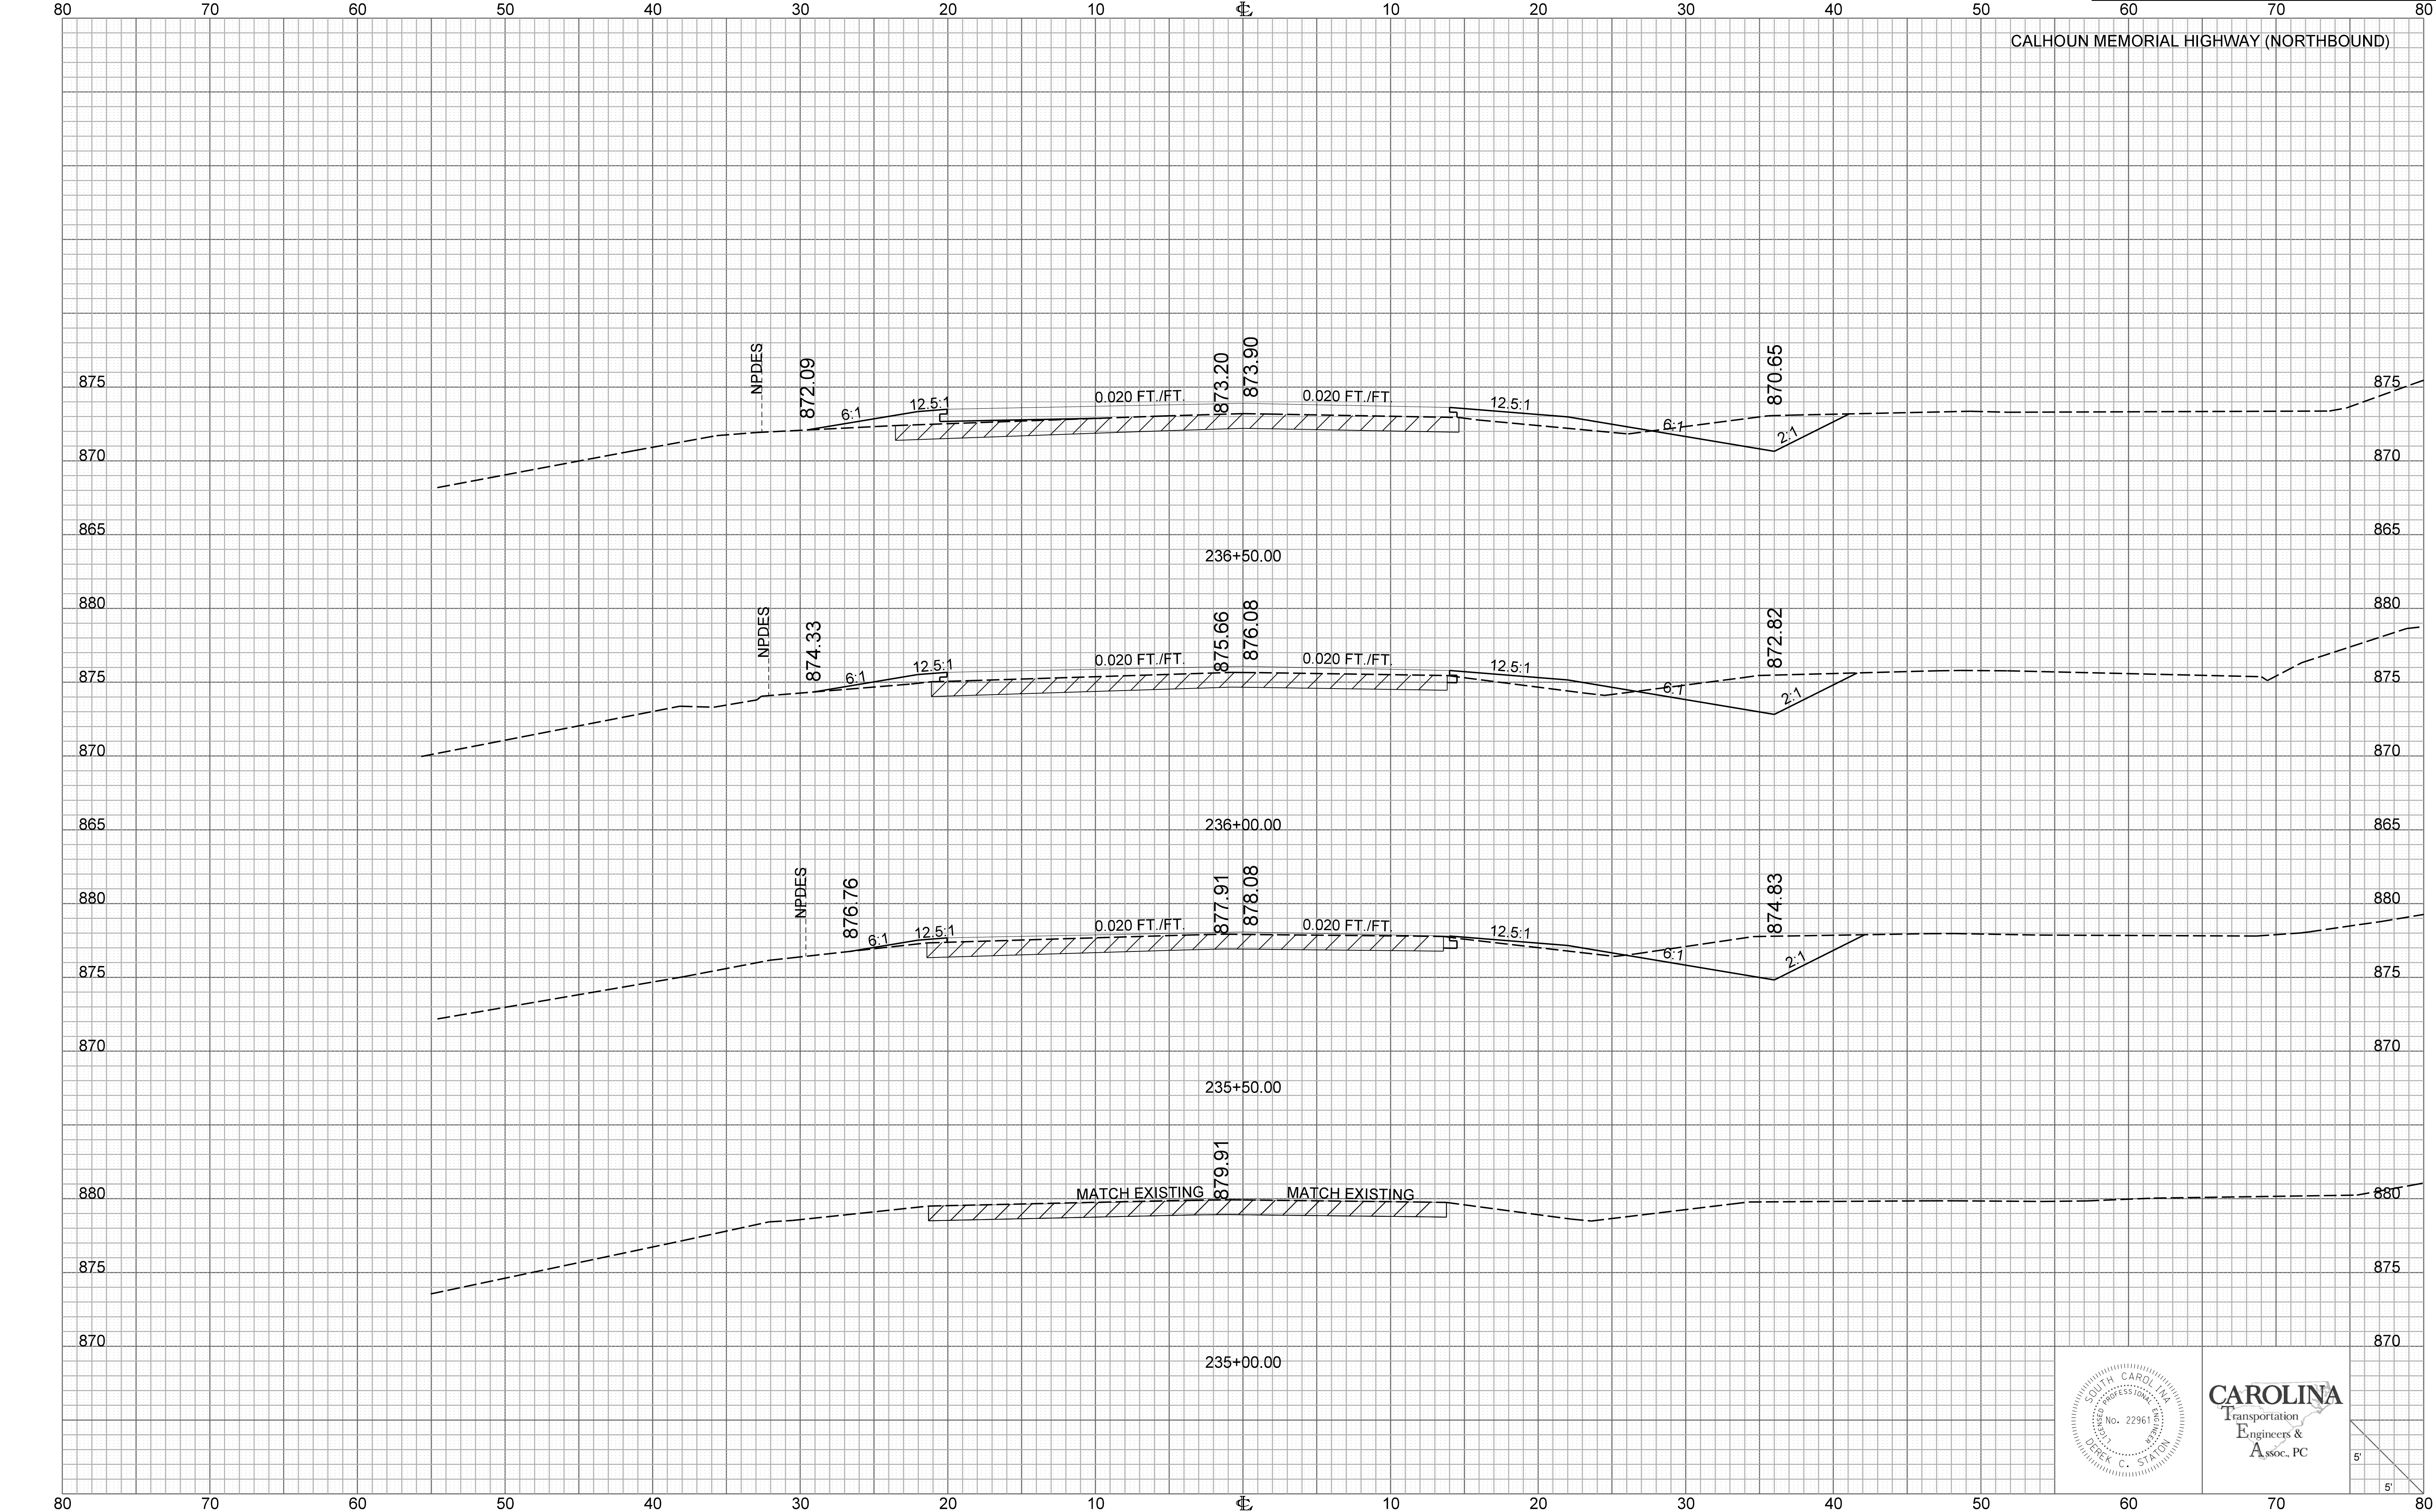 80 70 60 50 40 30 20 10 ℄ 10 20 30 40 50 60 70 80
CALHOUN MEMORIAL HIGHWAY (NORTHBOUND)
NPDES
872.09
873.20
873.90
870.65
875 6:1 12.5:1 0.020 FT./FT. 0.020 FT./FT. 12.5:1 6:1 2:1 875
870 870
865 865
236+50.00
880 880
NPDES
874.33
875.66
876.08
872.82
875 6:1 12.5:1 0.020 FT./FT. 0.020 FT./FT. 12.5:1 6:1 2:1 875
870 870
865 865
236+00.00
NPDES
876.76
877.91
878.08
874.83
880 880
6:1 12.5:1 0.020 FT./FT. 0.020 FT./FT. 12.5:1 6:1 2:1
875 875
870 870
235+50.00
879.91
880 MATCH EXISTING MATCH EXISTING 880
875 875
870 870
235+00.00
SOUTH CAROLINA
LICENSED PROFESSIONAL ENGINEER
No. 22961
DEREK C. STATON
CAROLINA
Transportation
Engineers &
Assoc., PC
5'
5'
80 70 60 50 40 30 20 10 ℄ 10 20 30 40 50 60 70 80